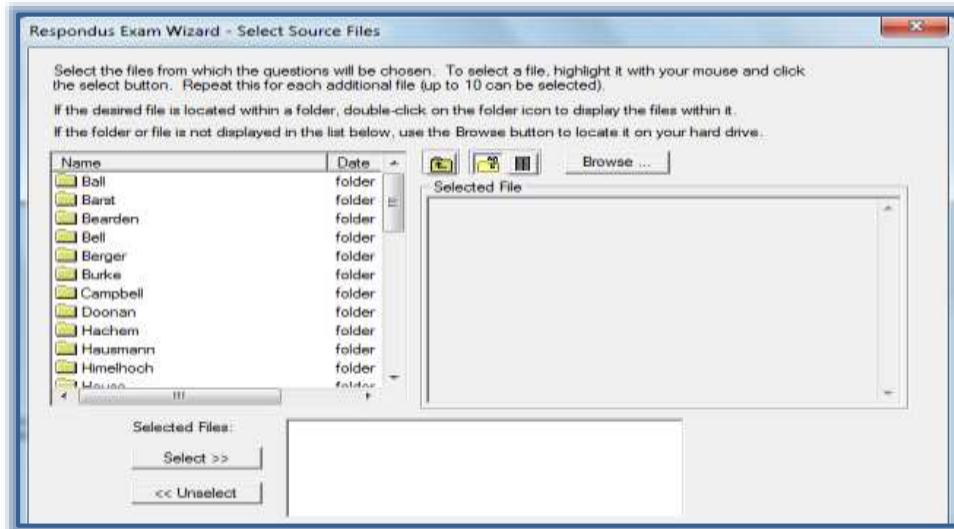 Respondus Exam Wizard - Select Source Files
Select the files from which the questions will be chosen. To select a file, highlight it with your mouse and click
the select button. Repeat this for each additional file (up to 10 can be selected).
If the desired file is located within a folder, double-click on the folder icon to display the files within it.
If the folder or file is not displayed in the list below, use the Browse button to locate it on your hard drive.
Name Date
Browse ...
Selected File
Ball folder
Barst folder
Bearden folder
Bell folder
Berger folder
Burke folder
Campbell folder
Doonan folder
Hachem folder
Hausmann folder
Himelhoch folder
folder
Selected Files:
Select >>
<< Unselect